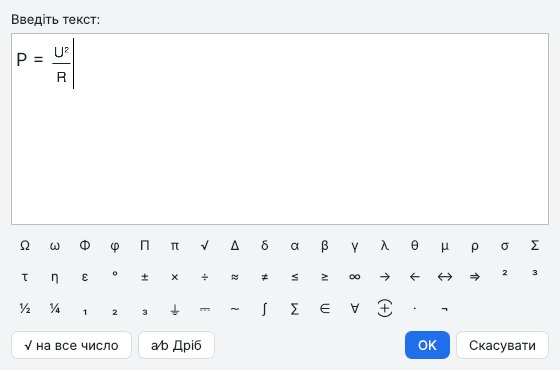 Введіть текст:
P = U²/R
Ω ω Φ φ Π π √ Δ δ α β γ λ θ μ ρ σ Σ
τ η ε ° ± × ÷ ≈ ≠ ≤ ≥ ∞ → ← ↔ ⇒ ² ³
½ ¼ ₁ ₂ ₃ ⏚ ⎓ ~ ∫ ∑ ∈ ∀ ⊕ · ¬
√ на все число a⁄b Дріб OK Скасувати